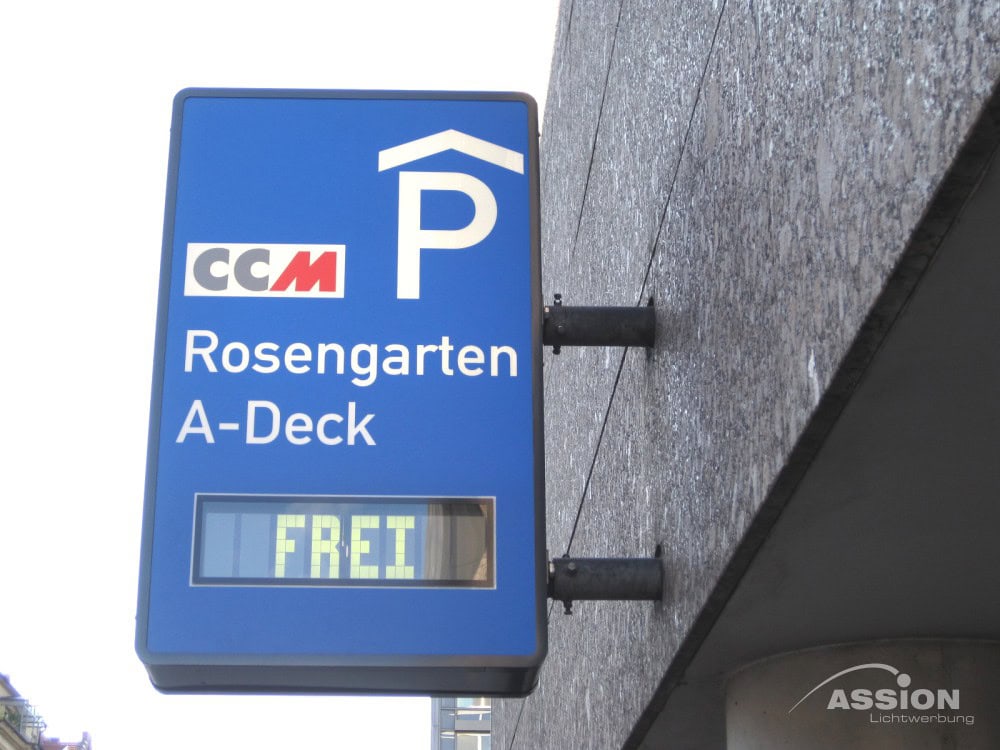 P
CCM
Rosengarten
A-Deck
FREI
ASSION
Lichtwerbung